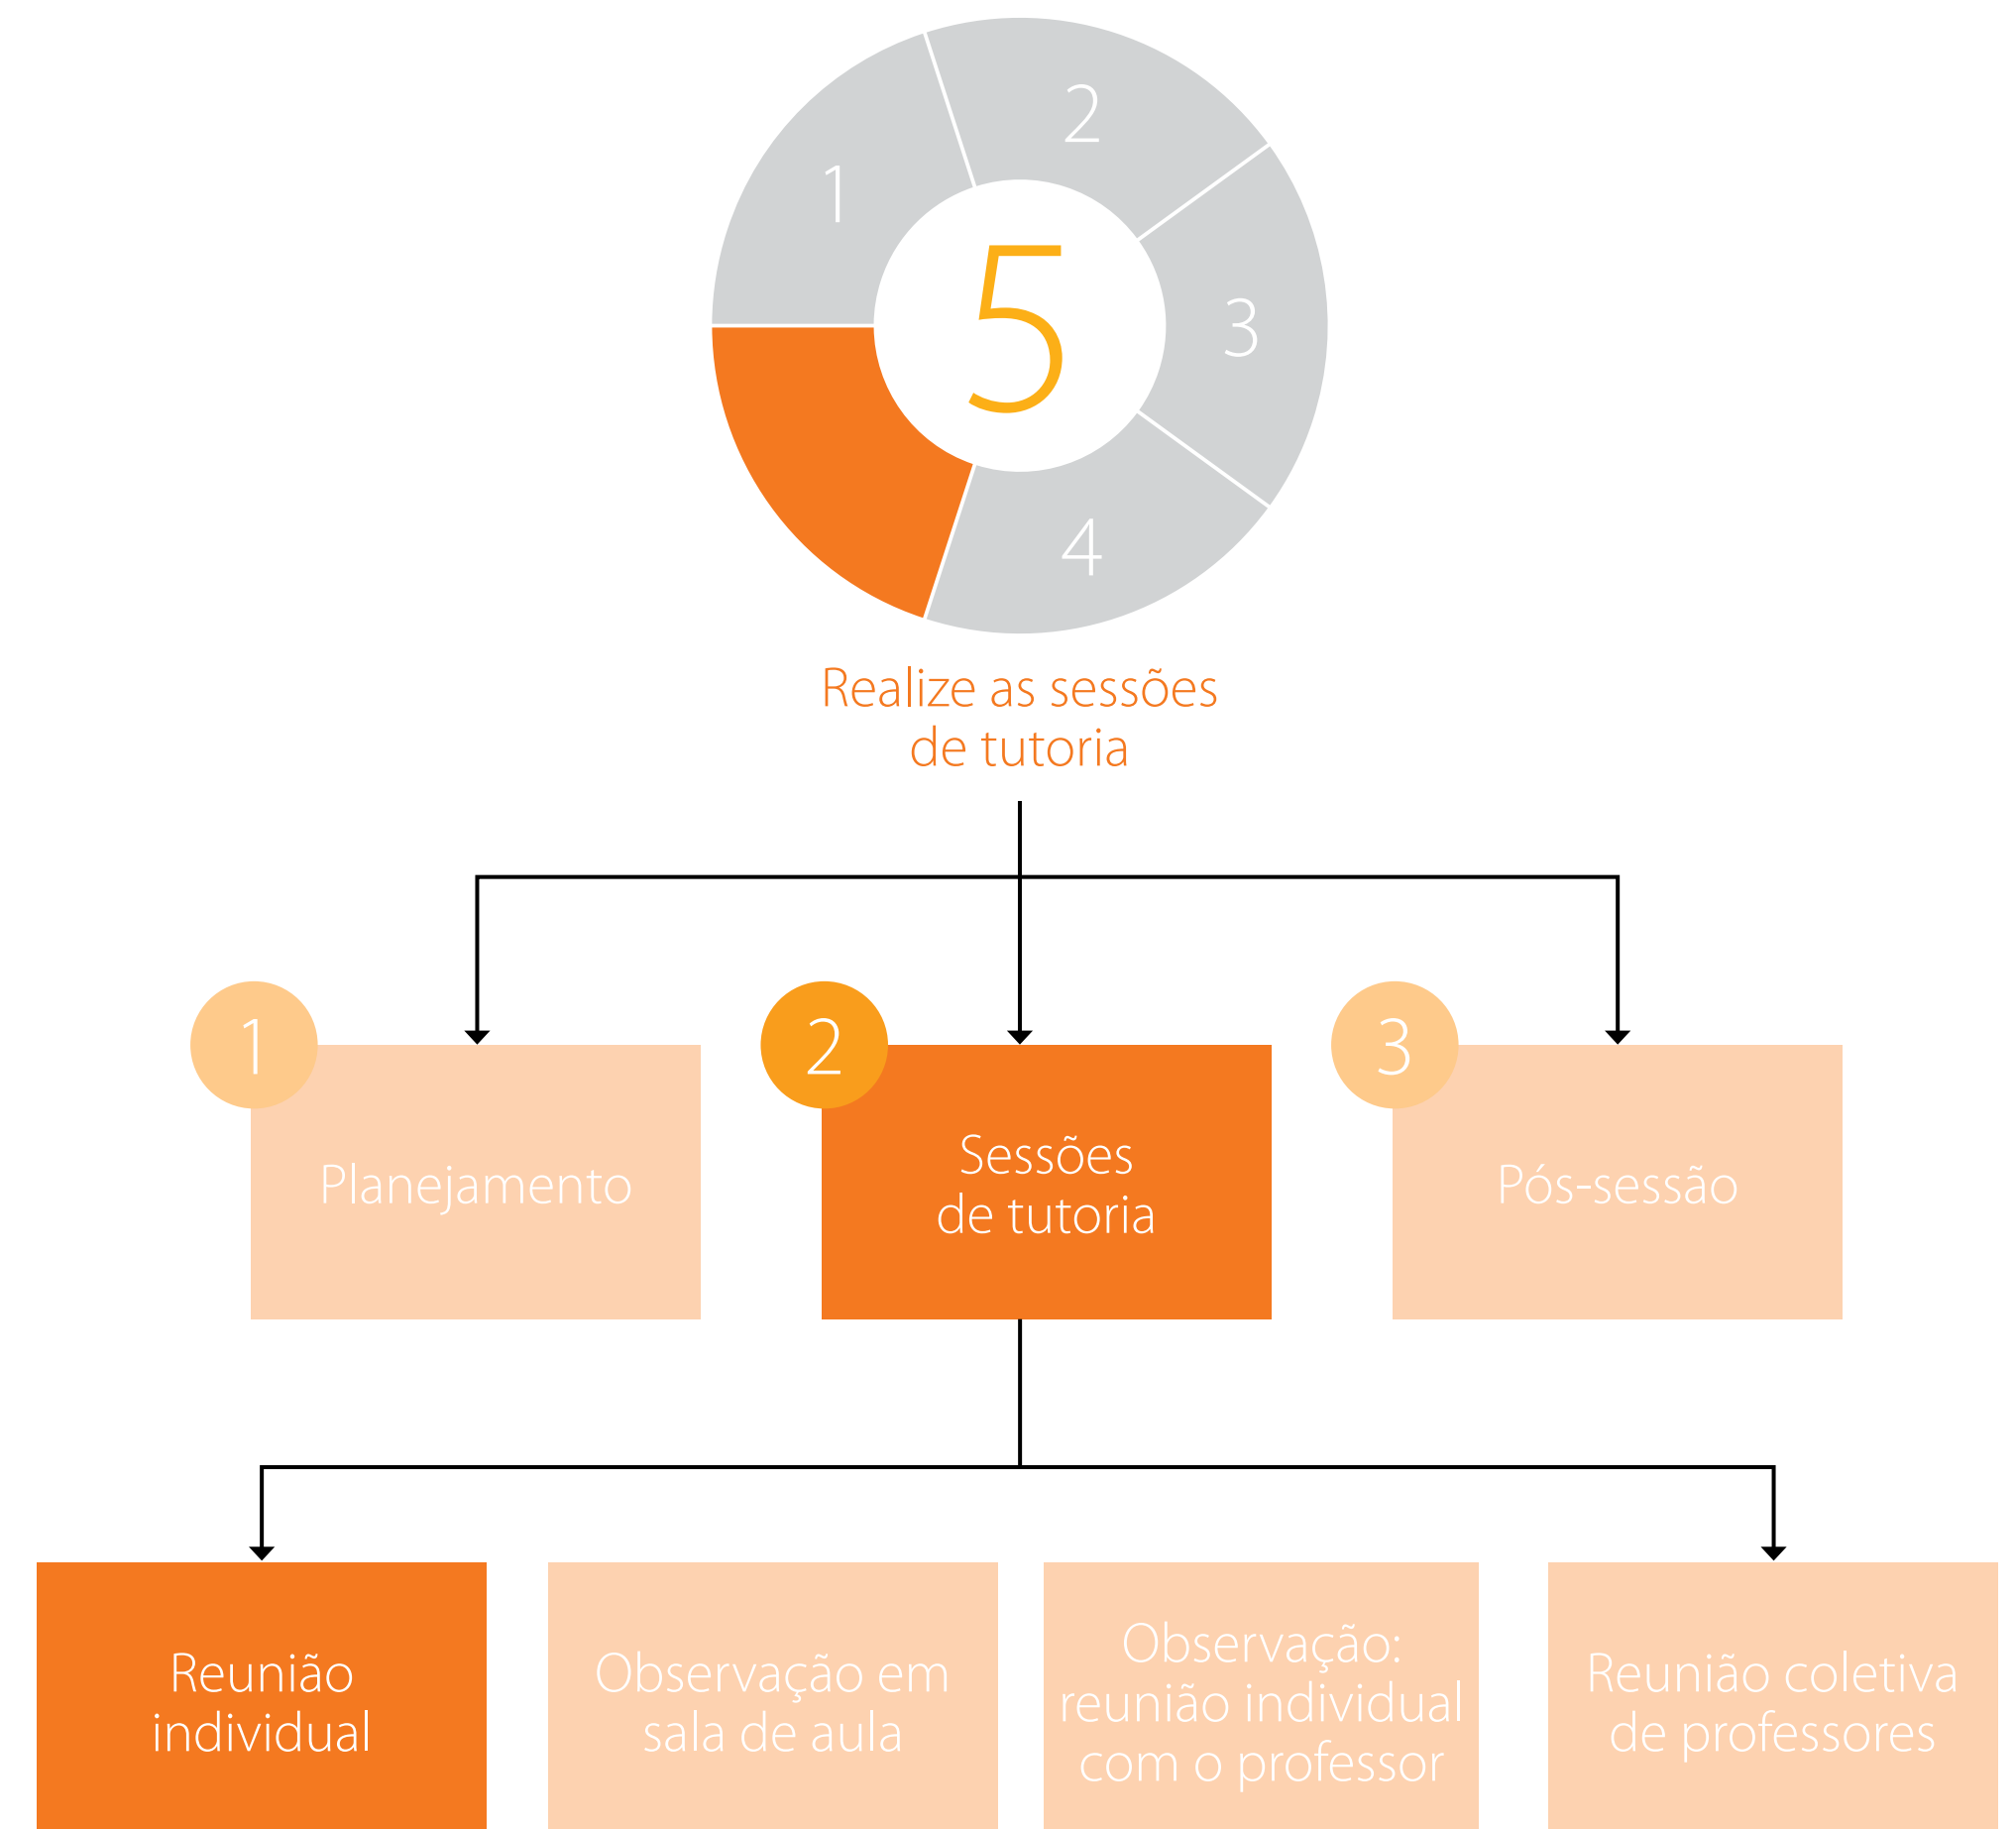 1
2
3
4
5
Realize as sessões
de tutoria
1
Planejamento
2
Sessões
de tutoria
3
Pós-sessão
Reunião
individual
Observação em
sala de aula
Observação:
reunião individual
com o professor
Reunião coletiva
de professores